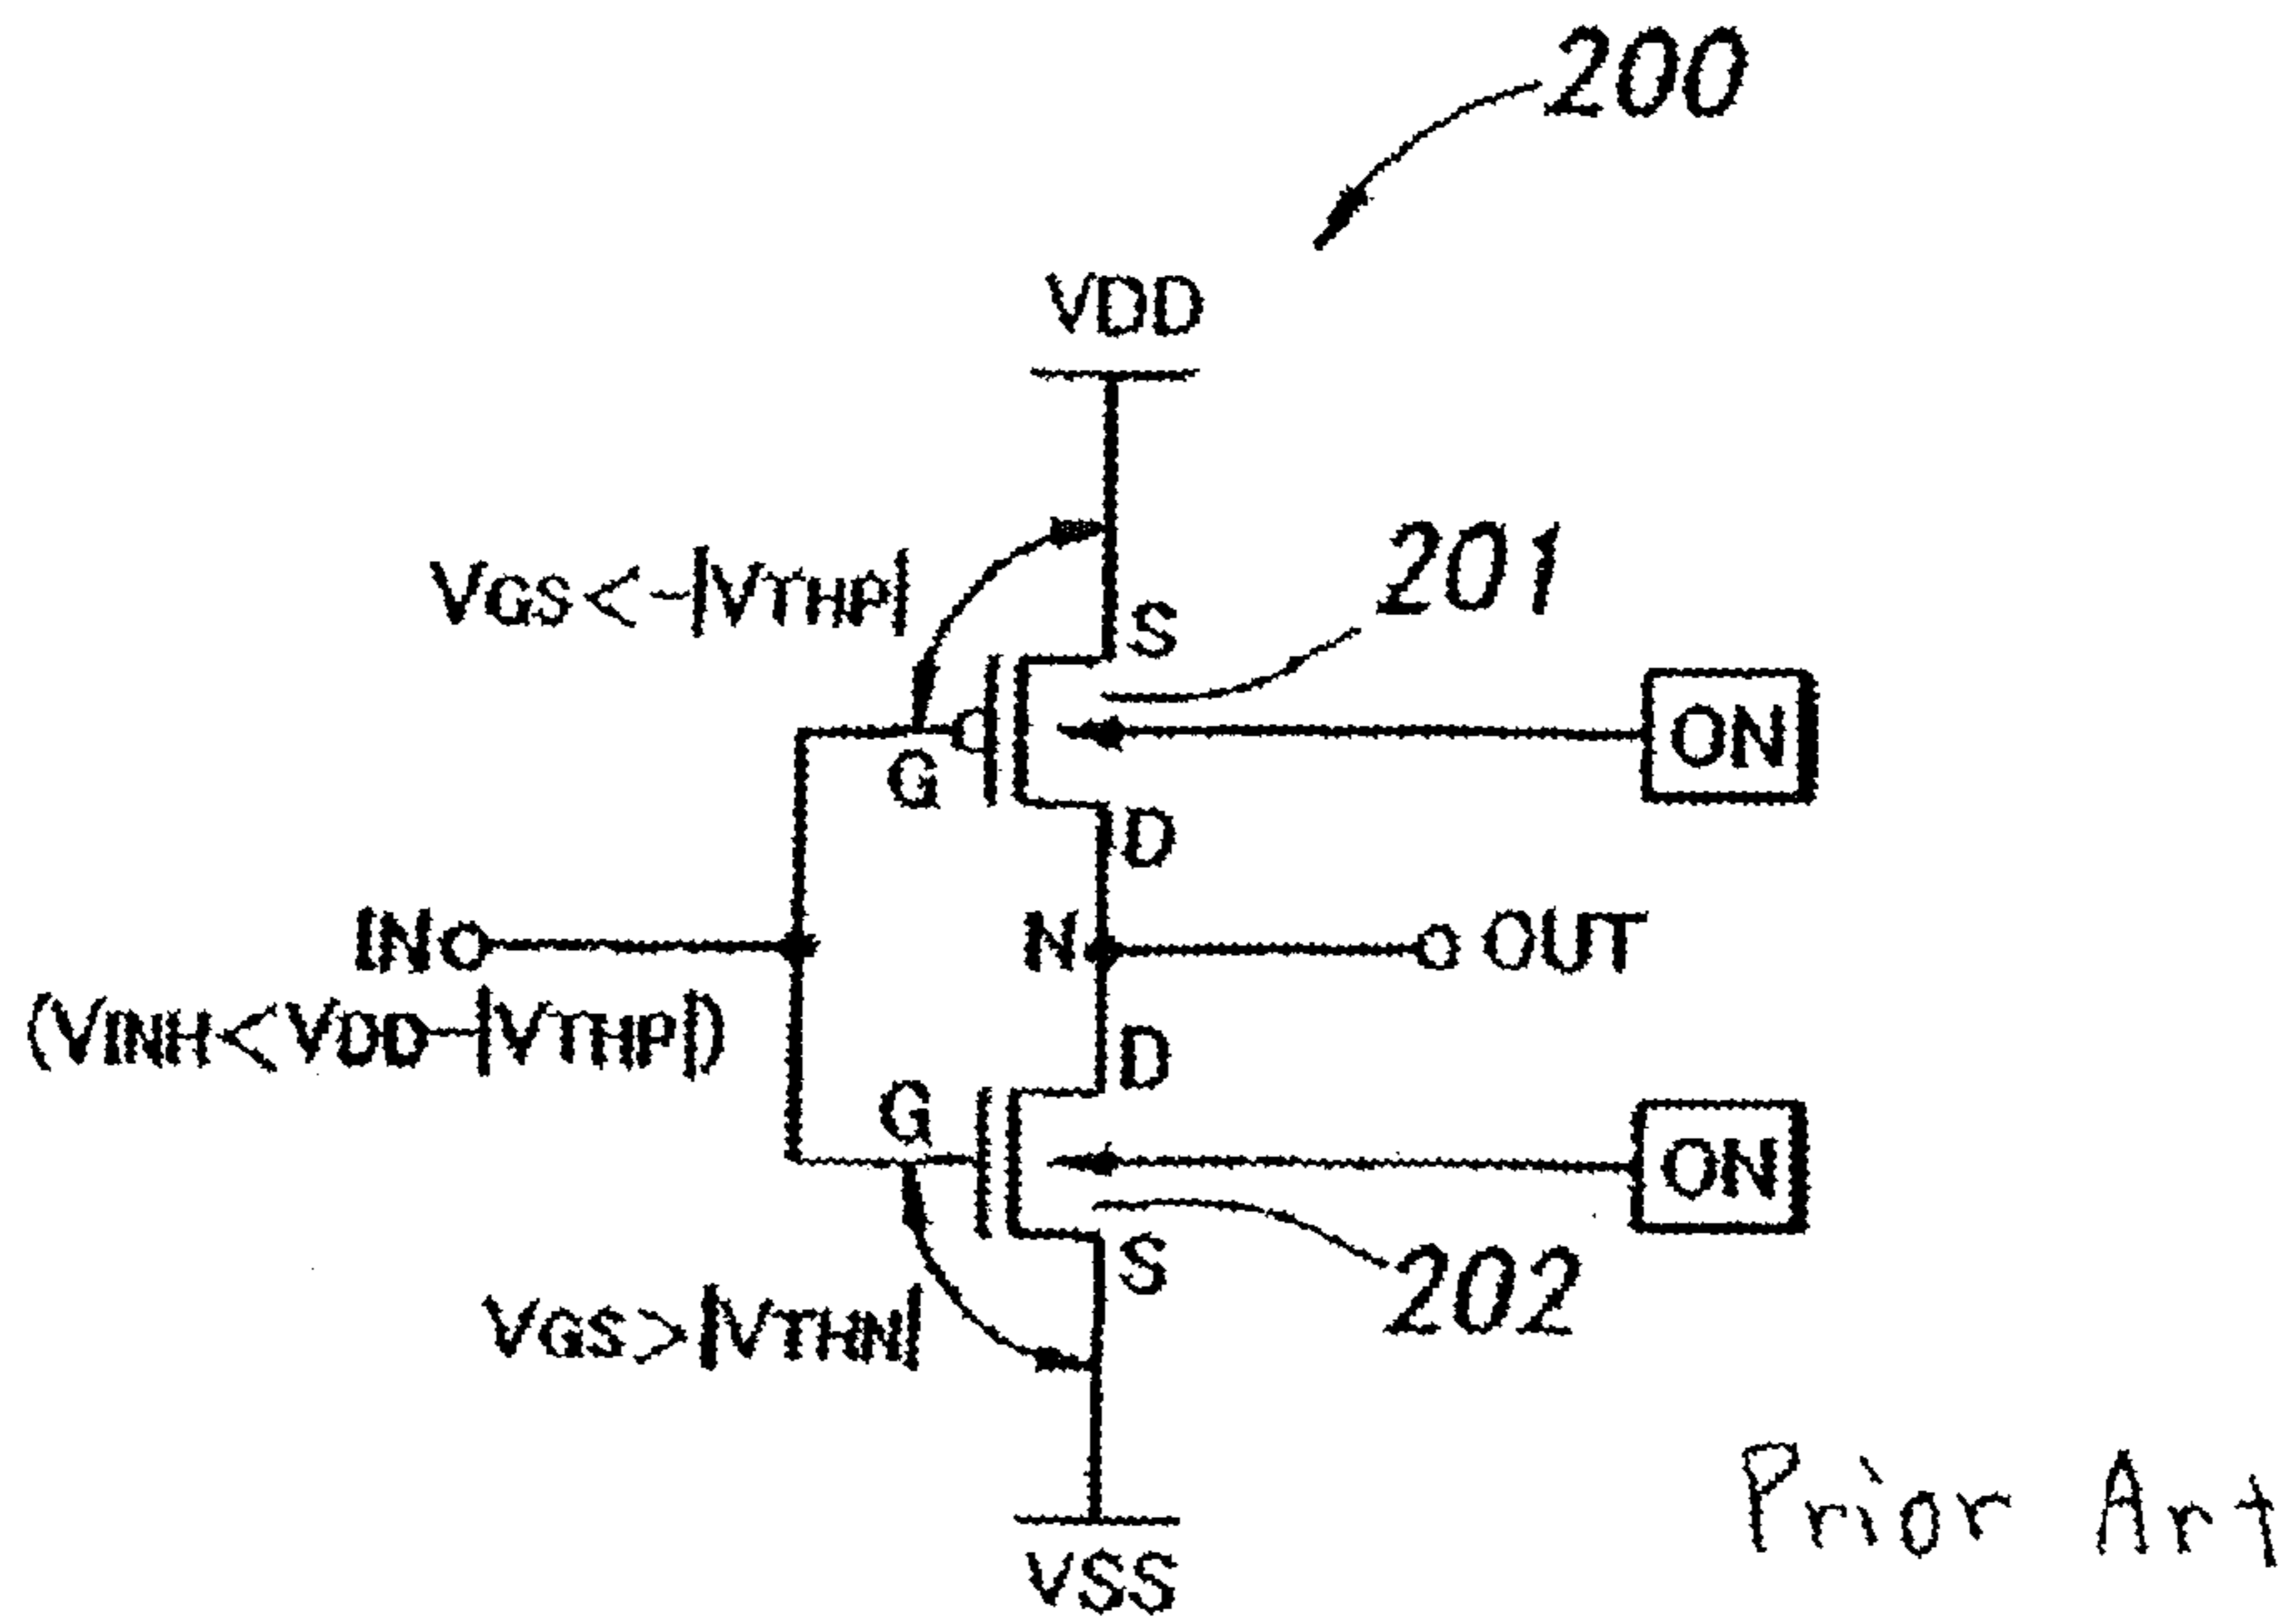 200
VDD
VGS<-|VTHP|
S
201
ON
G
D
IN
N
OUT
(VINH<VDD-|VTHP|)
D
G
ON
S
202
VGS>|VTHN|
Prior Art
VSS